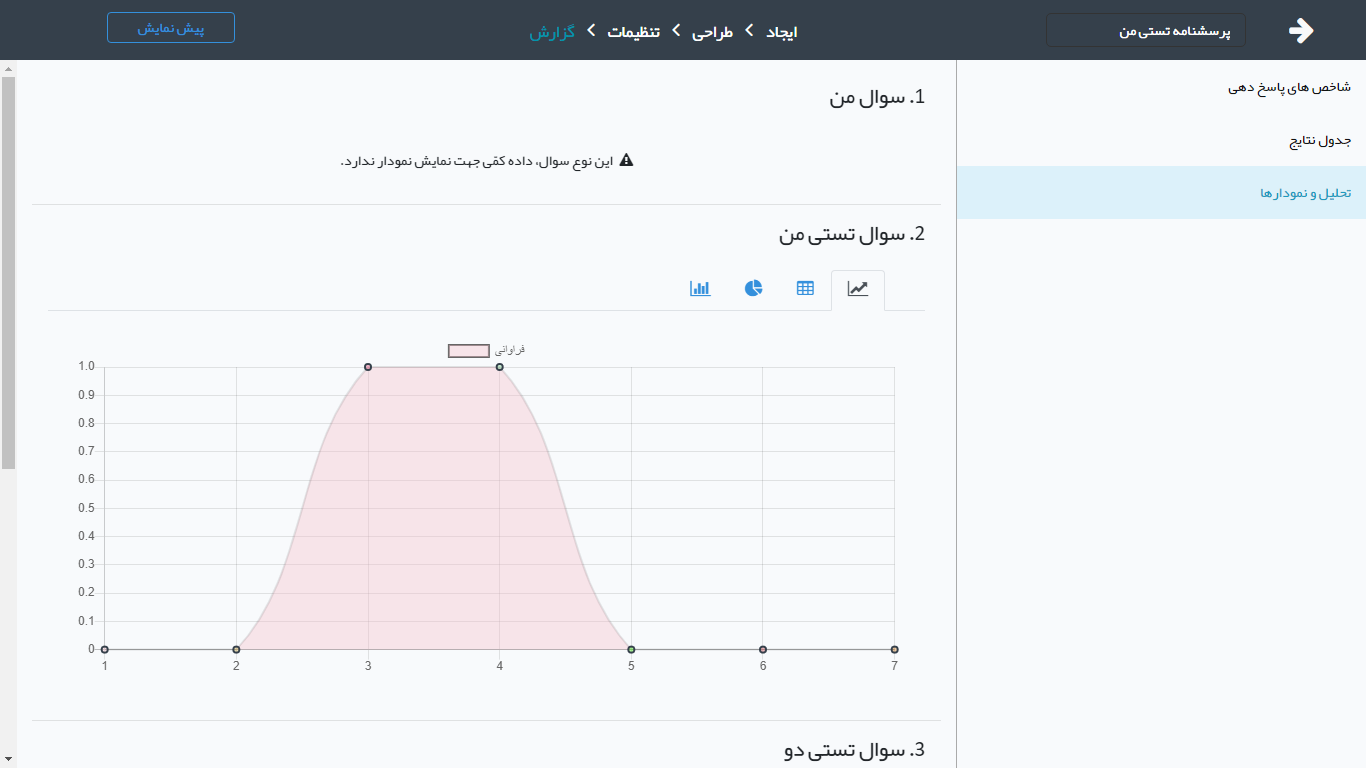 پرسشنامه تستی من
ایجاد
طراحی
تنظیمات
گزارش
پیش نمایش
شاخص های پاسخ دهی
جدول نتایج
تحلیل و نمودارها
1. سوال من
این نوع سوال، داده کمّی جهت نمایش نمودار ندارد.
2. سوال تستی من
فراوانی
1.0
0.9
0.8
0.7
0.6
0.5
0.4
0.3
0.2
0.1
0
1 2 3 4 5 6 7
3. سوال تستی دو